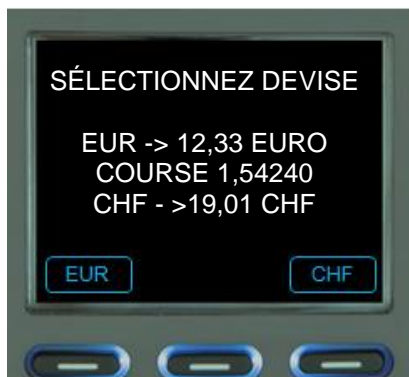 SÉLECTIONNEZ DEVISE
EUR -> 12,33 EURO
COURSE 1,54240
CHF - >19,01 CHF
EUR
CHF